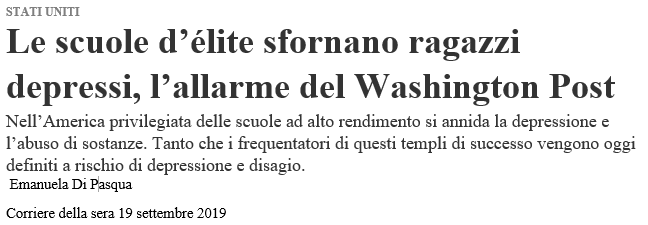 STATI UNITI
Le scuole d’élite sfornano ragazzi
depressi, l’allarme del Washington Post
Nell’America privilegiata delle scuole ad alto rendimento si annida la depressione e
l’abuso di sostanze. Tanto che i frequentatori di questi templi di successo vengono oggi
definiti a rischio di depressione e disagio.
Emanuela Di Pasqua
Corriere della sera 19 settembre 2019